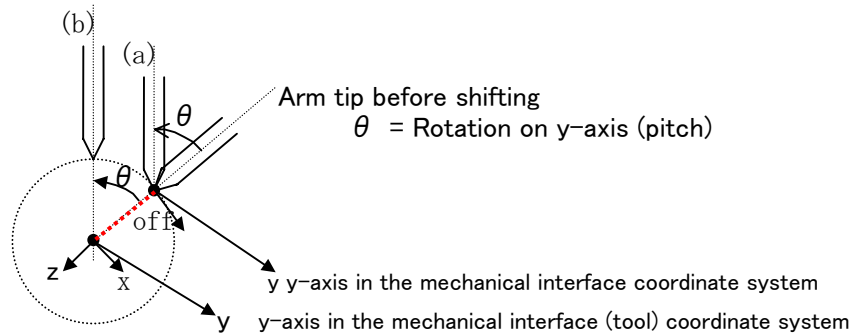 (b)
(a)
θ
Arm tip before shifting
θ = Rotation on y-axis (pitch)
θ
off
z
x
y y-axis in the mechanical interface coordinate system
y y-axis in the mechanical interface (tool) coordinate system